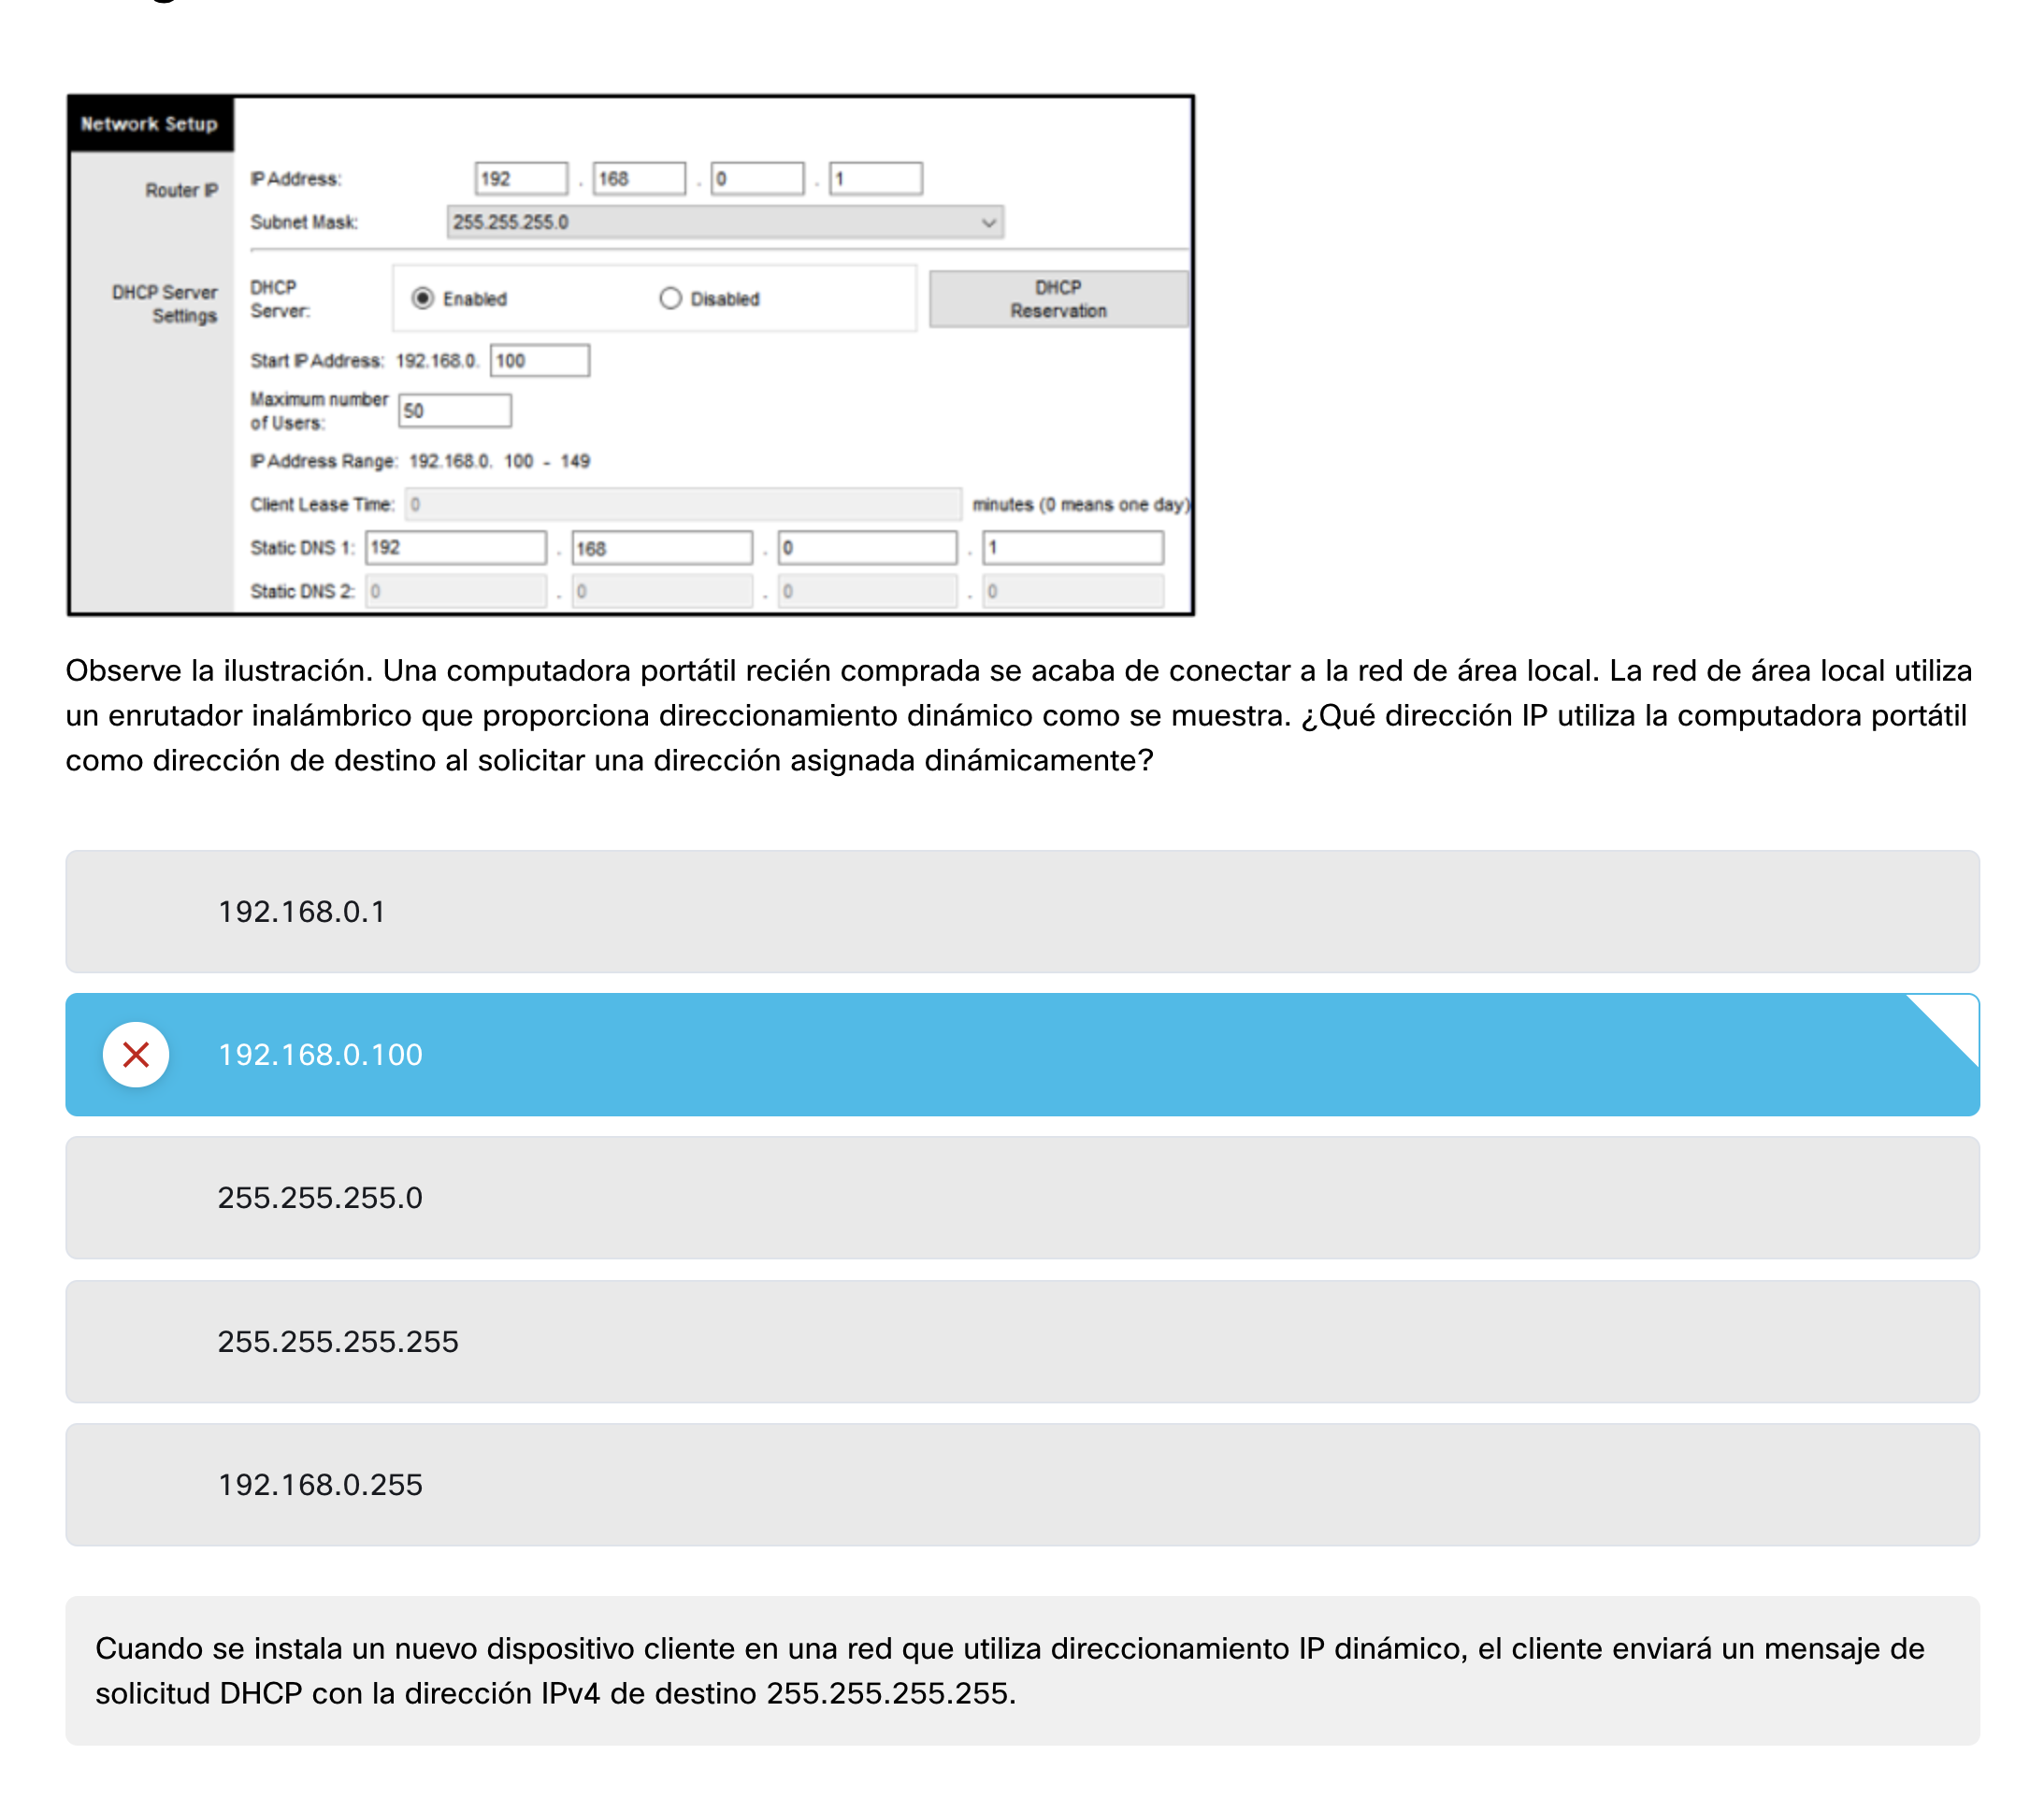 Network Setup
Router IP
IP Address: 192 . 168 . 0 . 1
Subnet Mask: 255.255.255.0
DHCP Server
Settings
DHCP
Server:
Enabled
Disabled
DHCP
Reservation
Start IP Address: 192.168.0. 100
Maximum number
of Users:
50
IP Address Range: 192.168.0. 100 - 149
Client Lease Time: 0 minutes (0 means one day)
Static DNS 1: 192 . 168 . 0 . 1
Static DNS 2: 0 . 0 . 0 . 0
Observe la ilustración. Una computadora portátil recién comprada se acaba de conectar a la red de área local. La red de área local utiliza
un enrutador inalámbrico que proporciona direccionamiento dinámico como se muestra. ¿Qué dirección IP utiliza la computadora portátil
como dirección de destino al solicitar una dirección asignada dinámicamente?
192.168.0.1
192.168.0.100
255.255.255.0
255.255.255.255
192.168.0.255
Cuando se instala un nuevo dispositivo cliente en una red que utiliza direccionamiento IP dinámico, el cliente enviará un mensaje de
solicitud DHCP con la dirección IPv4 de destino 255.255.255.255.